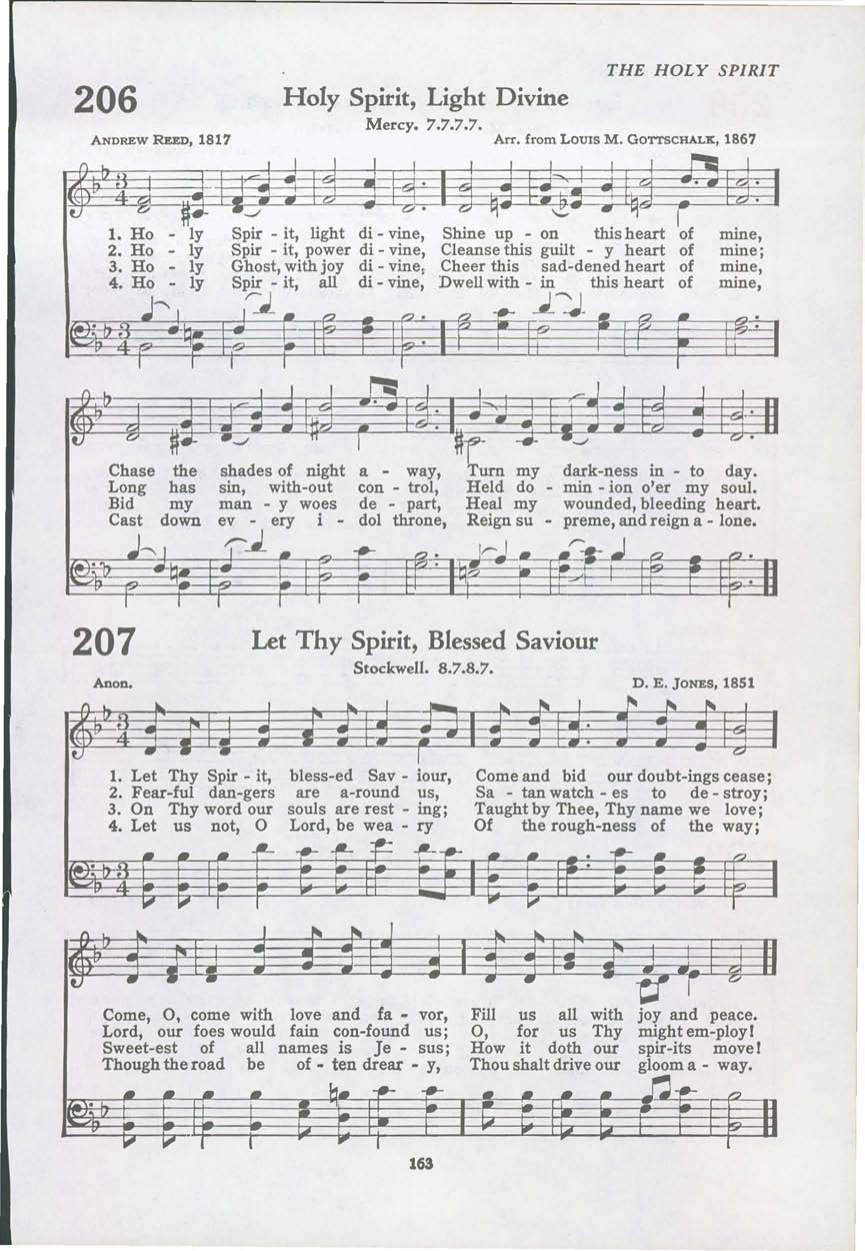 THE HOLY SPIRIT
206 Holy Spirit, Light Divine
Mercy. 7.7.7.7.
ANDREW REED, 1817 Arr. from LOUIS M. GOTTSCHALK, 1867
1. Ho - ly Spir - it, light di - vine, Shine up - on this heart of mine,
2. Ho - ly Spir - it, power di - vine, Cleanse this guilt - y heart of mine;
3. Ho - ly Ghost, with joy di - vine, Cheer this sad-dened heart of mine,
4. Ho - ly Spir - it, all di - vine, Dwell with - in this heart of mine,
Chase the shades of night a - way, Turn my dark-ness in - to day.
Long has sin, with-out con - trol, Held do - min - ion o'er my soul.
Bid my man - y woes de - part, Heal my wounded, bleeding heart.
Cast down ev - ery i - dol throne, Reign su - preme, and reign a - lone.
207 Let Thy Spirit, Blessed Saviour
Stockwell. 8.7.8.7.
Anon. D. E. JONES, 1851
1. Let Thy Spir - it, bless-ed Sav - iour, Come and bid our doubt-ings cease;
2. Fear-ful dan-gers are a-round us, Sa - tan watch - es to de - stroy;
3. On Thy word our souls are rest - ing; Taught by Thee, Thy name we love;
4. Let us not, O Lord, be wea - ry Of the rough-ness of the way;
Come, O, come with love and fa - vor, Fill us all with joy and peace.
Lord, our foes would fain con-found us; O, for us Thy might em-ploy!
Sweet-est of all names is Je - sus; How it doth our spir-its move!
Though the road be of - ten drear - y, Thou shalt drive our gloom a - way.
163